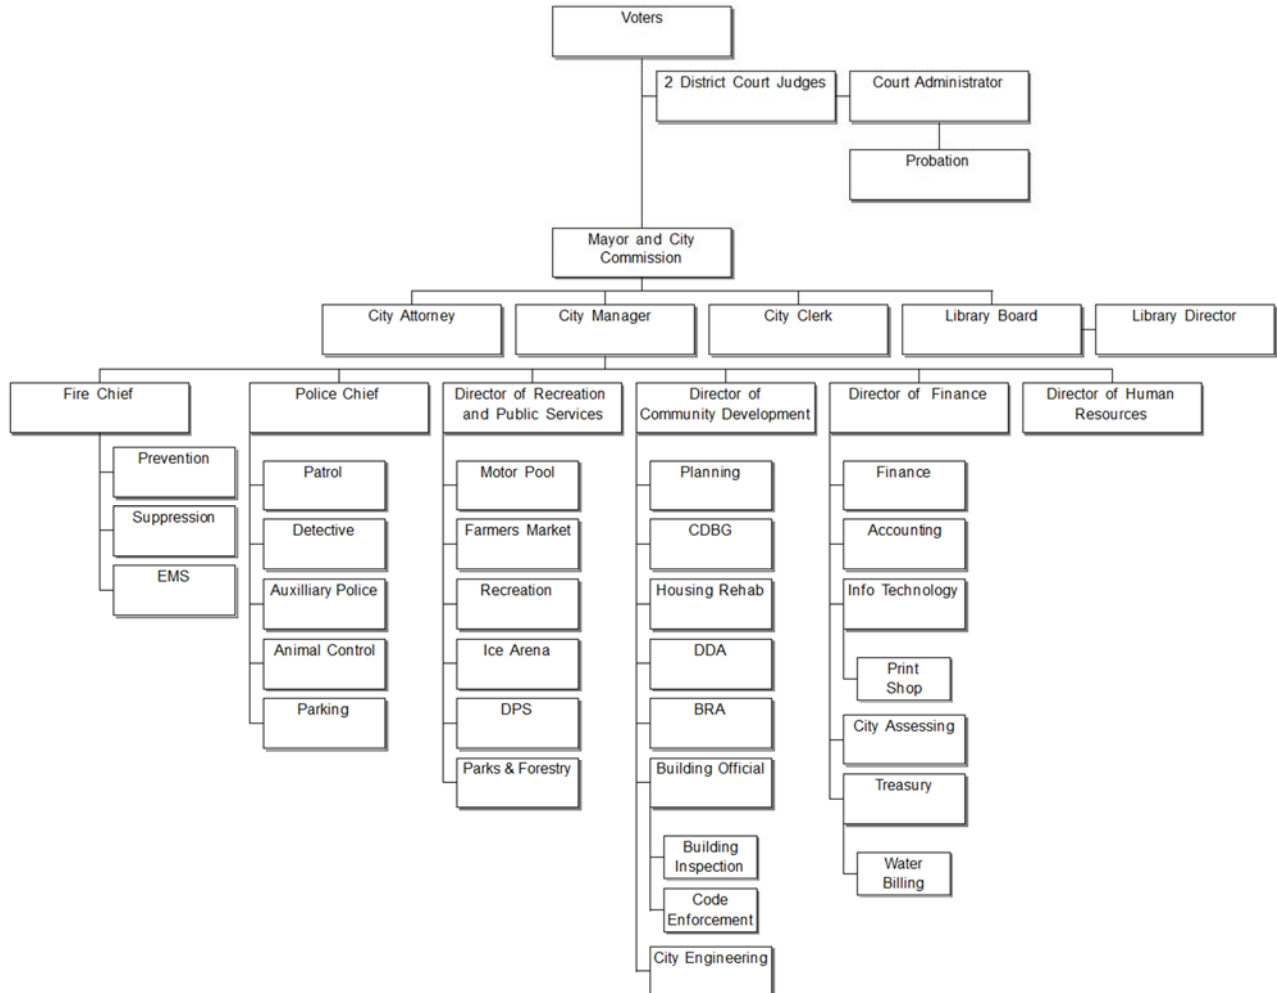 Voters
2 District Court Judges
Court Administrator
Probation
Mayor and City
Commission
City Attorney
City Manager
City Clerk
Library Board
Library Director
Fire Chief
Police Chief
Director of Recreation
and Public Services
Director of
Community Development
Director of Finance
Director of Human
Resources
Prevention
Suppression
EMS
Patrol
Detective
Auxilliary Police
Animal Control
Parking
Motor Pool
Farmers Market
Recreation
Ice Arena
DPS
Parks & Forestry
Planning
CDBG
Housing Rehab
DDA
BRA
Building Official
Building
Inspection
Code
Enforcement
City Engineering
Finance
Accounting
Info Technology
Print
Shop
City Assessing
Treasury
Water
Billing